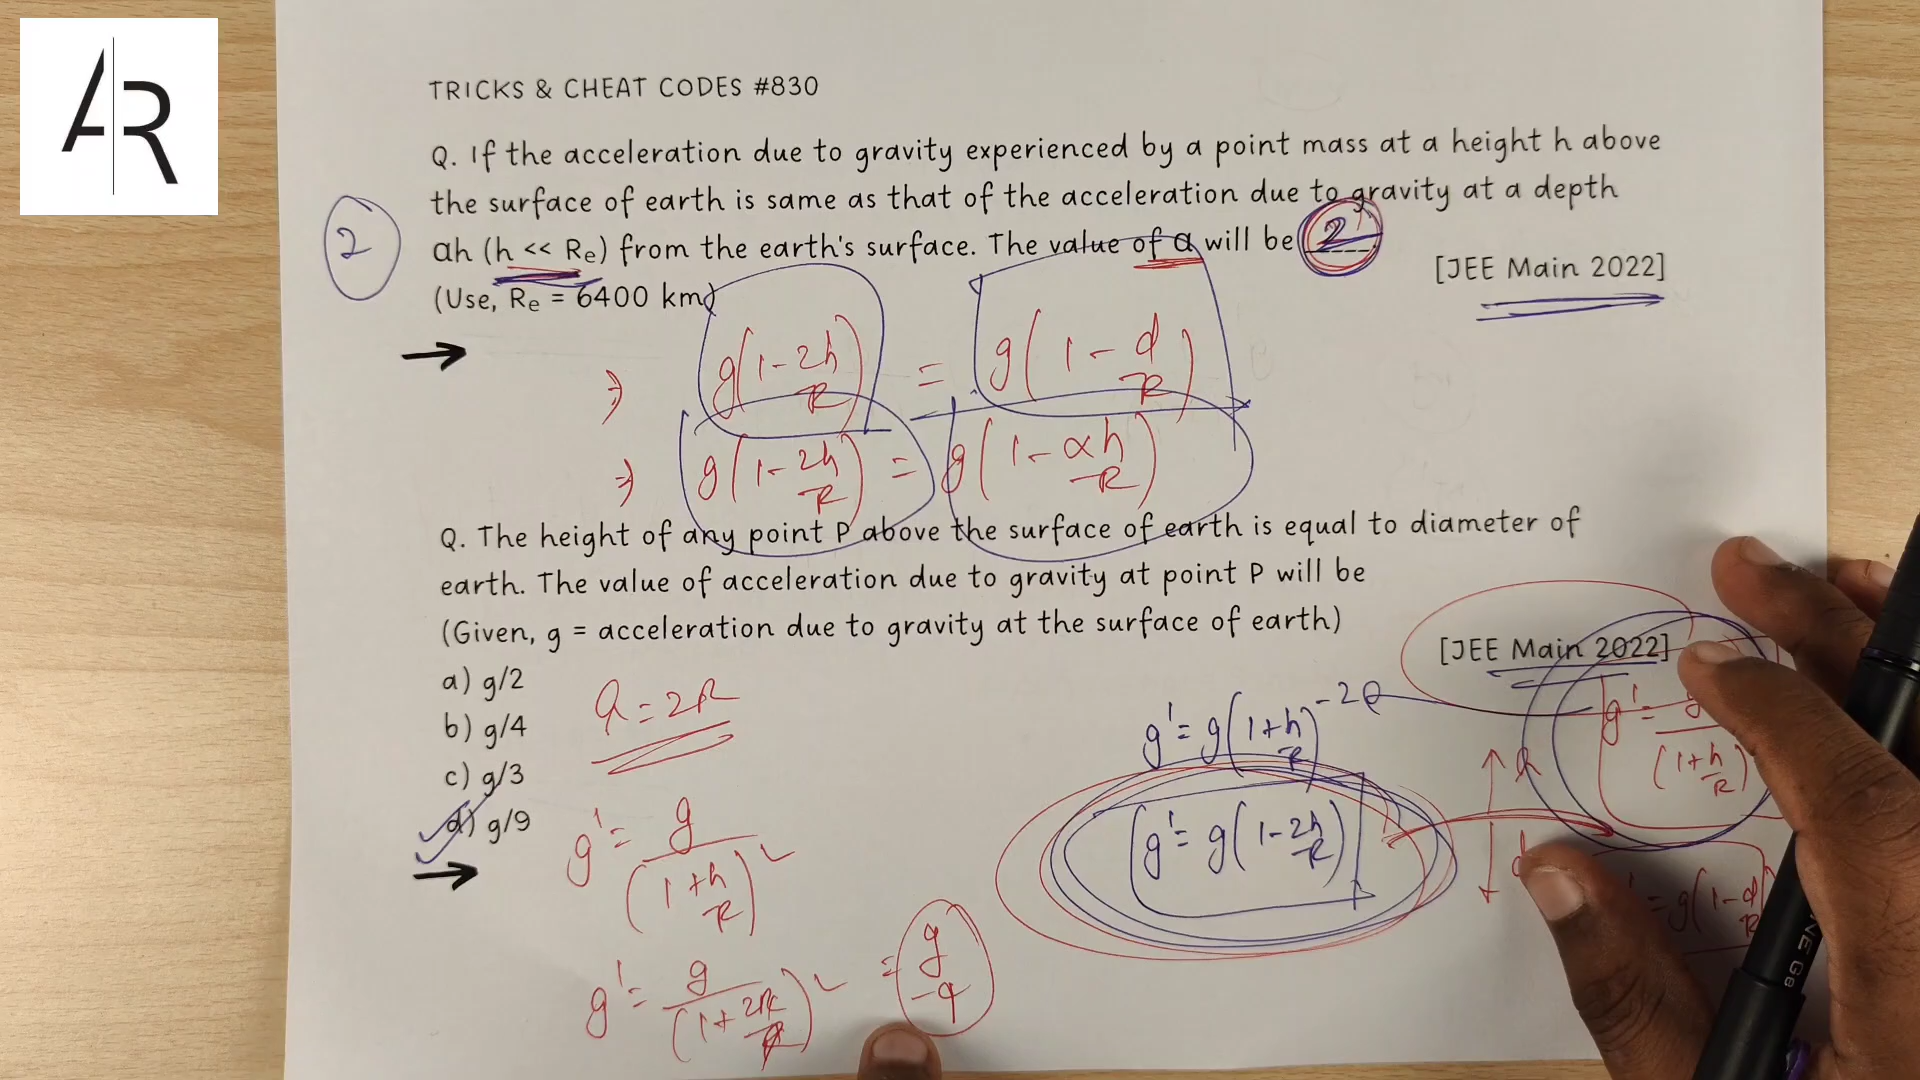 AR
TRICKS & CHEAT CODES #830
Q. If the acceleration due to gravity experienced by a point mass at a height h above
the surface of earth is same as that of the acceleration due to gravity at a depth
αh (h << Re) from the earth's surface. The value of α will be 2
[JEE Main 2022]
(Use, Re = 6400 km)
2
⇒ g(1 - 2h/R) = g(1 - d/R)
⇒ g(1 - 2h/R) = g(1 - αh/R)
Q. The height of any point P above the surface of earth is equal to diameter of
earth. The value of acceleration due to gravity at point P will be
(Given, g = acceleration due to gravity at the surface of earth)
[JEE Main 2022]
a) g/2
b) g/4
c) g/3
d) g/9
h = 2R
g' = g/(1 + h/R)²
g' = g/(1 + 2R/R)² = g/9
g' = g(1 + h/R)⁻²
g' = g(1 - 2h/R)
g' = g/(1 + h/R)
h
d
' = g(1 - d/R